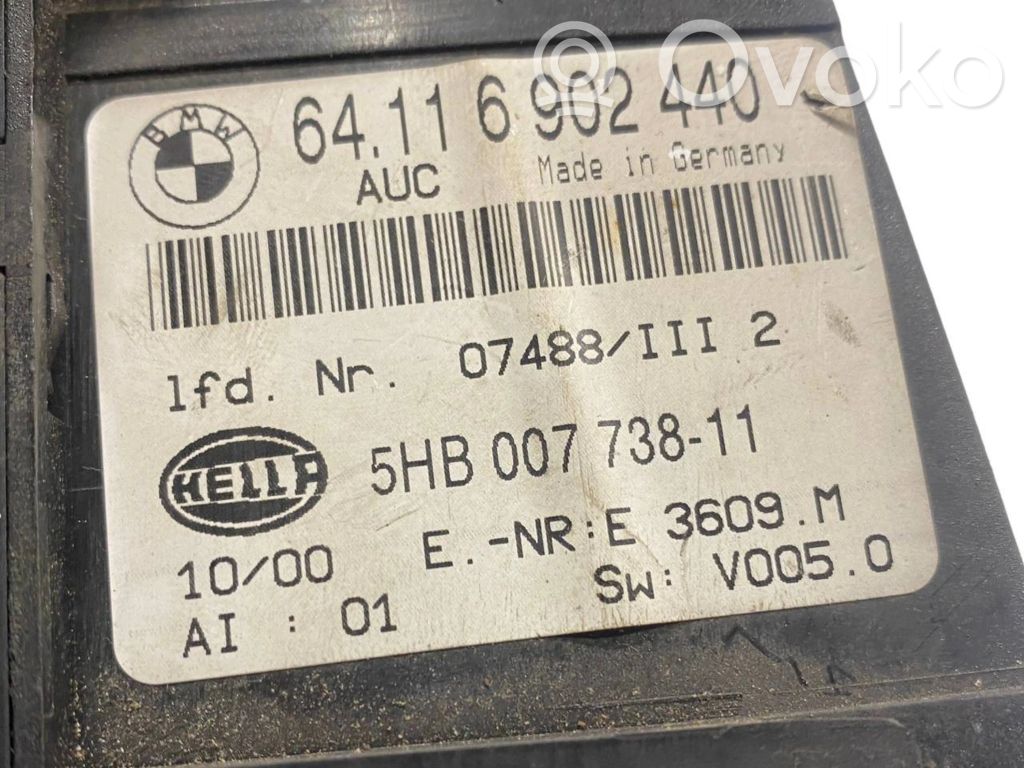 Ovoko
BMW
64.11 6 902 440
AUC
Made in Germany
lfd. Nr. 07488/III 2
HELLA
5HB 007 738-11
E.-NR:E 3609.M
10/00
Sw: V005.0
AI : 01
Ovoko